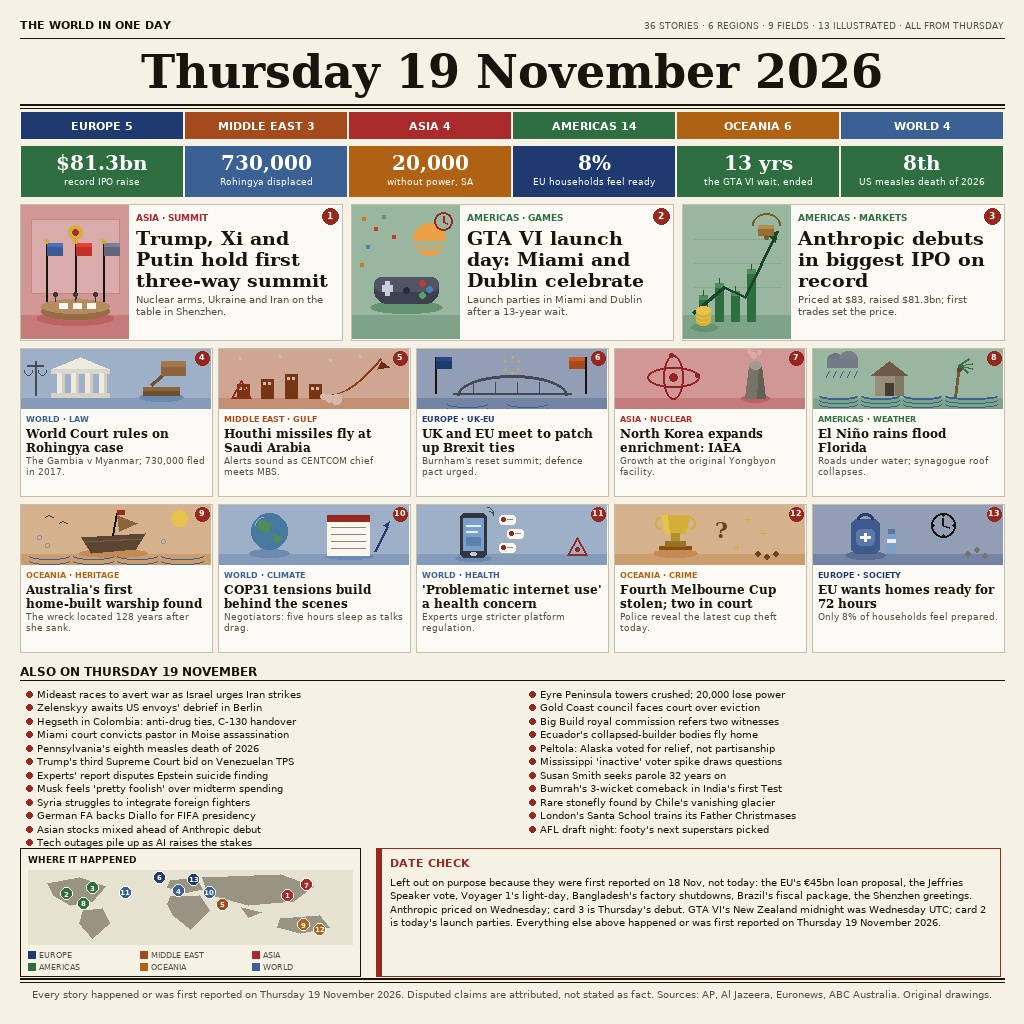 THE WORLD IN ONE DAY
36 STORIES · 6 REGIONS · 9 FIELDS · 13 ILLUSTRATED · ALL FROM THURSDAY
Thursday 19 November 2026
EUROPE 5
MIDDLE EAST 3
ASIA 4
AMERICAS 14
OCEANIA 6
WORLD 4
$81.3bn
record IPO raise
730,000
Rohingya displaced
20,000
without power, SA
8%
EU households feel ready
13 yrs
the GTA VI wait, ended
8th
US measles death of 2026
ASIA · SUMMIT
1
Trump, Xi and
Putin hold first
three-way summit
Nuclear arms, Ukraine and Iran on the
table in Shenzhen.
AMERICAS · GAMES
2
GTA VI launch
day: Miami and
Dublin celebrate
Launch parties in Miami and Dublin
after a 13-year wait.
AMERICAS · MARKETS
3
Anthropic debuts
in biggest IPO on
record
Priced at $83, raised $81.3bn; first
trades set the price.
4
WORLD · LAW
World Court rules on
Rohingya case
The Gambia v Myanmar; 730,000 fled
in 2017.
5
MIDDLE EAST · GULF
Houthi missiles fly at
Saudi Arabia
Alerts sound as CENTCOM chief
meets MBS.
6
EUROPE · UK-EU
UK and EU meet to patch
up Brexit ties
Burnham's reset summit; defence
pact urged.
7
ASIA · NUCLEAR
North Korea expands
enrichment: IAEA
Growth at the original Yongbyon
facility.
8
AMERICAS · WEATHER
El Niño rains flood
Florida
Roads under water; synagogue roof
collapses.
9
OCEANIA · HERITAGE
Australia's first
home-built warship found
The wreck located 128 years after
she sank.
10
WORLD · CLIMATE
COP31 tensions build
behind the scenes
Negotiators: five hours sleep as talks
drag.
11
WORLD · HEALTH
'Problematic internet use'
a health concern
Experts urge stricter platform
regulation.
?
12
OCEANIA · CRIME
Fourth Melbourne Cup
stolen; two in court
Police reveal the latest cup theft
today.
13
EUROPE · SOCIETY
EU wants homes ready for
72 hours
Only 8% of households feel prepared.
ALSO ON THURSDAY 19 NOVEMBER
Mideast races to avert war as Israel urges Iran strikes
Zelenskyy awaits US envoys' debrief in Berlin
Hegseth in Colombia: anti-drug ties, C-130 handover
Miami court convicts pastor in Moise assassination
Pennsylvania's eighth measles death of 2026
Trump's third Supreme Court bid on Venezuelan TPS
Experts' report disputes Epstein suicide finding
Musk feels 'pretty foolish' over midterm spending
Syria struggles to integrate foreign fighters
German FA backs Diallo for FIFA presidency
Asian stocks mixed ahead of Anthropic debut
Tech outages pile up as AI raises the stakes
Eyre Peninsula towers crushed; 20,000 lose power
Gold Coast council faces court over eviction
Big Build royal commission refers two witnesses
Ecuador's collapsed-builder bodies fly home
Peltola: Alaska voted for relief, not partisanship
Mississippi 'inactive' voter spike draws questions
Susan Smith seeks parole 32 years on
Bumrah's 3-wicket comeback in India's first Test
Rare stonefly found by Chile's vanishing glacier
London's Santa School trains its Father Christmases
AFL draft night: footy's next superstars picked
WHERE IT HAPPENED
6
13
7
3
2
11
4
10
1
8
5
9
12
EUROPE
MIDDLE EAST
ASIA
AMERICAS
OCEANIA
WORLD
DATE CHECK
Left out on purpose because they were first reported on 18 Nov, not today: the EU's €45bn loan proposal, the Jeffries
Speaker vote, Voyager 1's light-day, Bangladesh's factory shutdowns, Brazil's fiscal package, the Shenzhen greetings.
Anthropic priced on Wednesday; card 3 is Thursday's debut. GTA VI's New Zealand midnight was Wednesday UTC; card 2
is today's launch parties. Everything else above happened or was first reported on Thursday 19 November 2026.
Every story happened or was first reported on Thursday 19 November 2026. Disputed claims are attributed, not stated as fact. Sources: AP, Al Jazeera, Euronews, ABC Australia. Original drawings.